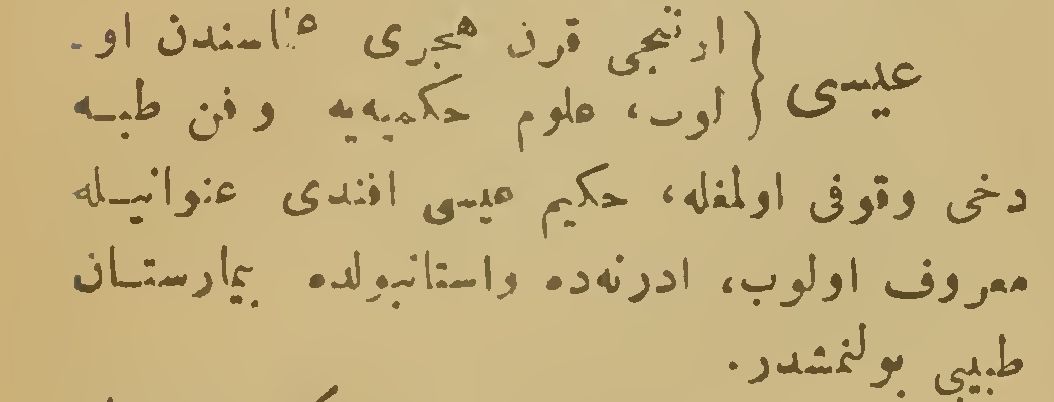 عیسی { اوننجی قرن هجری علماسندن او-
لوب، علوم حکمیه‌یه و فن طبه
دخی وقوفی اولمغله، حکیم عیسی افندی عنوانیله
معروف اولوب، ادرنه‌ده واستانبولده بیمارستان
طبیبی بولنمشدر.